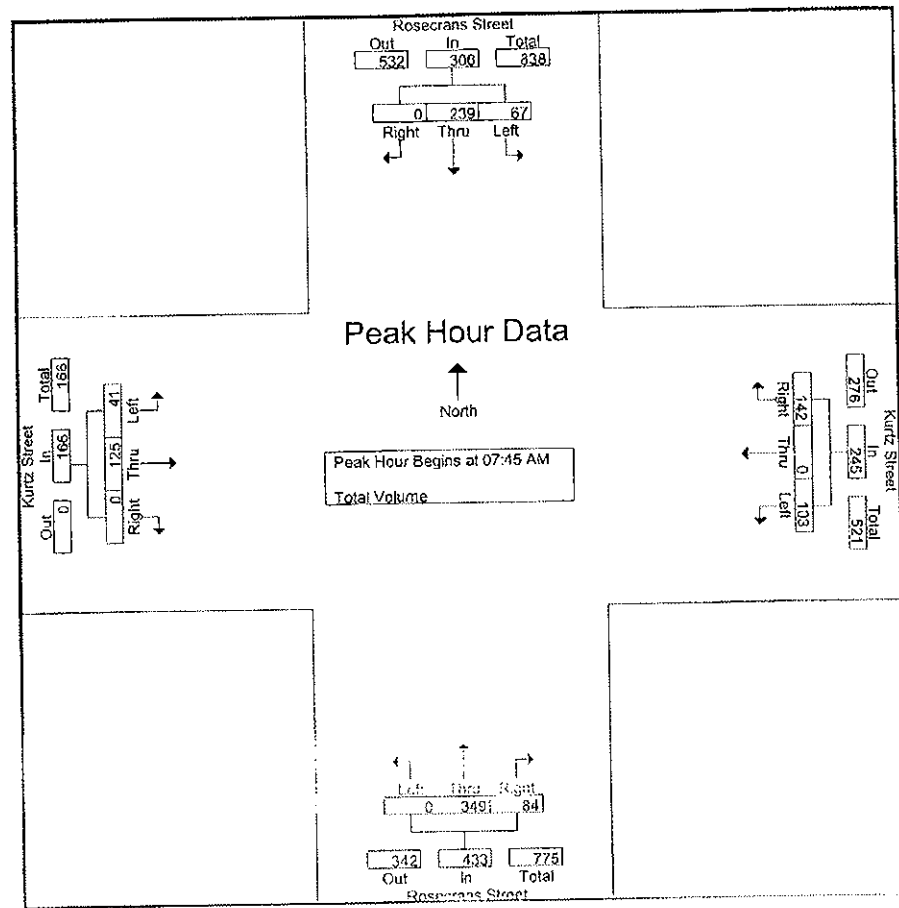 Rosecrans Street
Out In Total
532 306 838
0 239 67
Right Thru Left
Peak Hour Data
North
Peak Hour Begins at 07:45 AM
Total Volume
Kurtz Street
Out In Total
0 166 166
Right Thru Left
0 125 41
Kurtz Street
Out In Total
276 245 521
Right Thru Left
142 0 103
Left Thru Right
0 349 84
342 433 775
Out In Total
Rosecrans Street